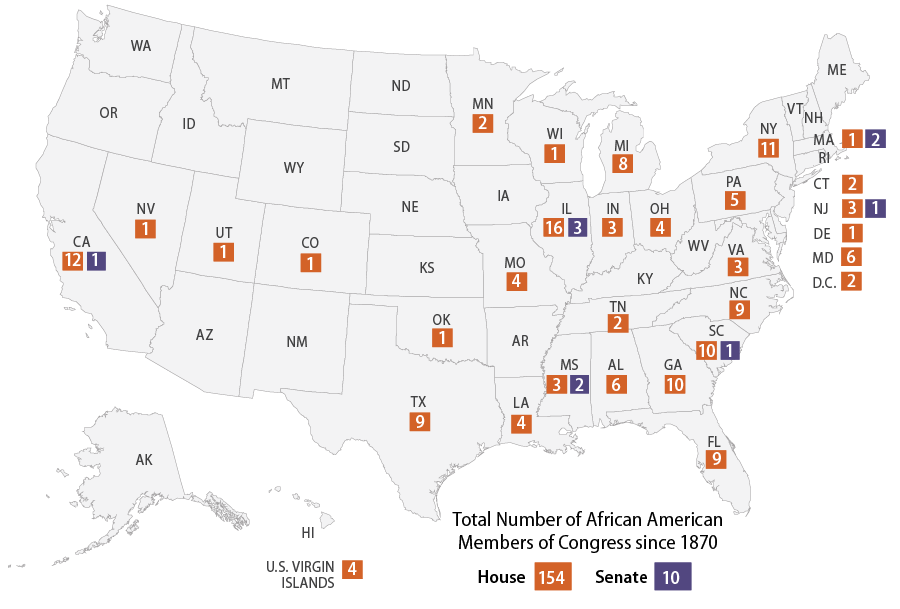 WA
MT
ND
MN
2
ME
OR
ID
SD
WI
1
MI
8
NY
11
VT
NH
MA 1 2
RI
WY
IA
NE
NV
1
UT
1
CO
1
CA
12 1
IL
16 3
IN
3
OH
4
PA
5
CT 2
NJ 3 1
DE 1
MD 6
D.C. 2
WV
VA
3
KS
MO
4
KY
NC
9
TN
2
SC
10 1
AZ
NM
OK
1
AR
MS
3 2
AL
6
GA
10
TX
9
LA
4
FL
9
AK
HI
U.S. VIRGIN
ISLANDS 4
Total Number of African American
Members of Congress since 1870
House 154 Senate 10